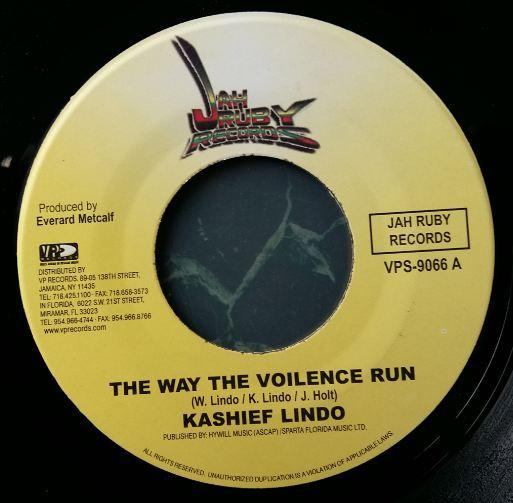 JAH
RUBY
RECORDS
Produced by
Everard Metcalf
JAH RUBY
RECORDS
VPS-9066 A
VP
DISTRIBUTED BY
VP RECORDS. 89-05 138TH STREET,
JAMAICA, NY 11435
TEL: 718.425.1100 · FAX: 718.658-3573
IN FLORIDA, 6022 S.W. 21ST STREET,
MIRAMAR, FL 33023
TEL: 954.966-4744 · FAX: 954.966.8766
www.vprecords.com
THE WAY THE VOILENCE RUN
(W. Lindo / K. Lindo / J. Holt)
KASHIEF LINDO
PUBLISHED BY: HYWILL MUSIC (ASCAP) /SPARTA FLORIDA MUSIC LTD.
ALL RIGHTS RESERVED. UNAUTHORIZED DUPLICATION IS A VIOLATION OF APPLICABLE LAWS.